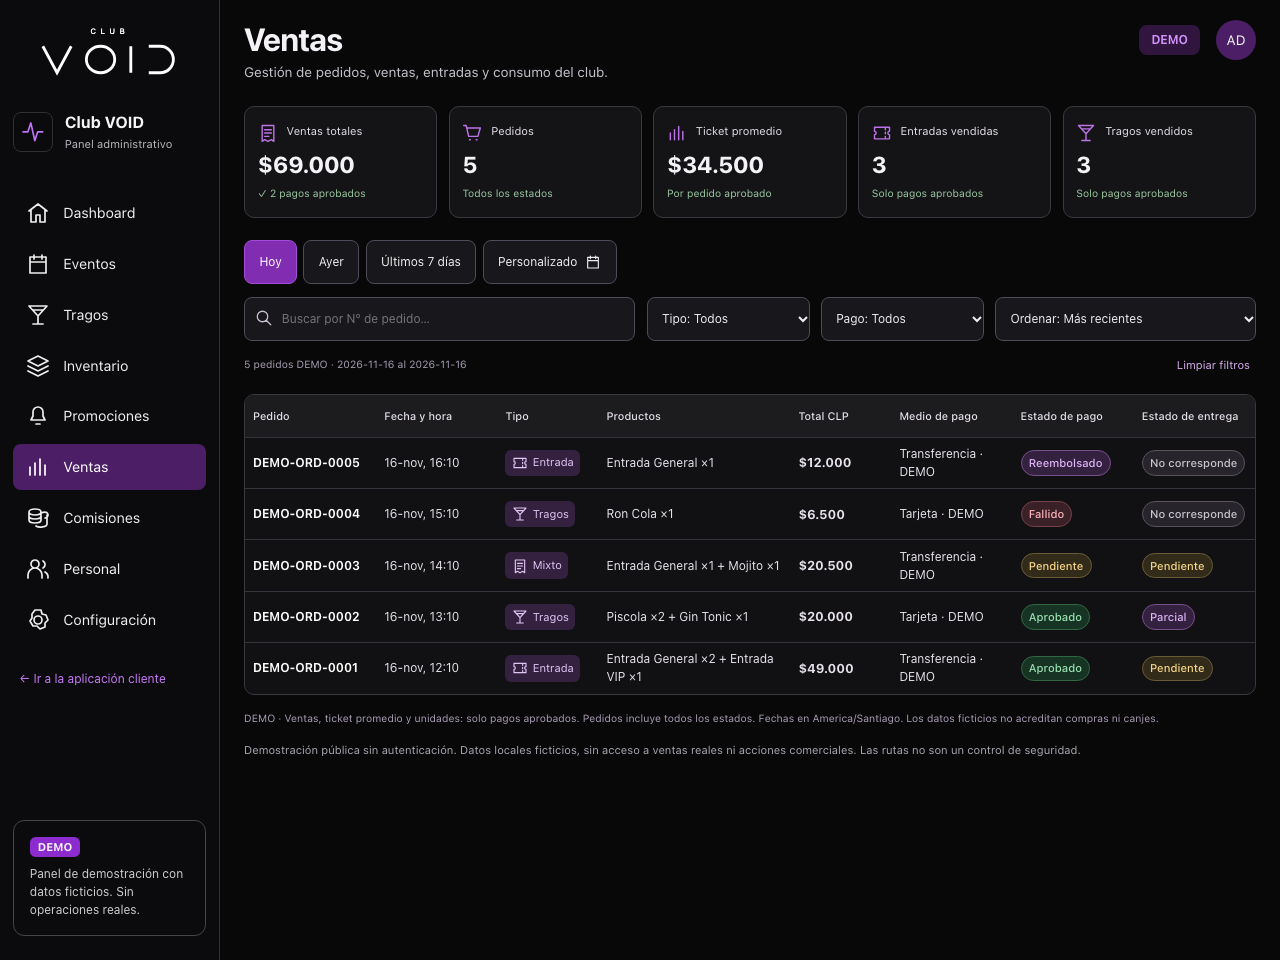 CLUB
VOID
Club VOID
Panel administrativo
Dashboard
Eventos
Tragos
Inventario
Promociones
Ventas
Comisiones
Personal
Configuración
← Ir a la aplicación cliente
DEMO
Panel de demostración con
datos ficticios. Sin
operaciones reales.
Ventas
Gestión de pedidos, ventas, entradas y consumo del club.
DEMO
AD
Ventas totales
$69.000
✓ 2 pagos aprobados
Pedidos
5
Todos los estados
Ticket promedio
$34.500
Por pedido aprobado
Entradas vendidas
3
Solo pagos aprobados
Tragos vendidos
3
Solo pagos aprobados
Hoy
Ayer
Últimos 7 días
Personalizado
Buscar por N° de pedido...
Tipo: Todos
Pago: Todos
Ordenar: Más recientes
5 pedidos DEMO · 2026-11-16 al 2026-11-16
Limpiar filtros
Pedido Fecha y hora Tipo Productos Total CLP Medio de pago Estado de pago Estado de entrega
DEMO-ORD-0005 16-nov, 16:10 Entrada Entrada General ×1 $12.000 Transferencia · DEMO Reembolsado No corresponde
DEMO-ORD-0004 16-nov, 15:10 Tragos Ron Cola ×1 $6.500 Tarjeta · DEMO Fallido No corresponde
DEMO-ORD-0003 16-nov, 14:10 Mixto Entrada General ×1 + Mojito ×1 $20.500 Transferencia · DEMO Pendiente Pendiente
DEMO-ORD-0002 16-nov, 13:10 Tragos Piscola ×2 + Gin Tonic ×1 $20.000 Tarjeta · DEMO Aprobado Parcial
DEMO-ORD-0001 16-nov, 12:10 Entrada Entrada General ×2 + Entrada VIP ×1 $49.000 Transferencia · DEMO Aprobado Pendiente
DEMO · Ventas, ticket promedio y unidades: solo pagos aprobados. Pedidos incluye todos los estados. Fechas en America/Santiago. Los datos ficticios no acreditan compras ni canjes.
Demostración pública sin autenticación. Datos locales ficticios, sin acceso a ventas reales ni acciones comerciales. Las rutas no son un control de seguridad.